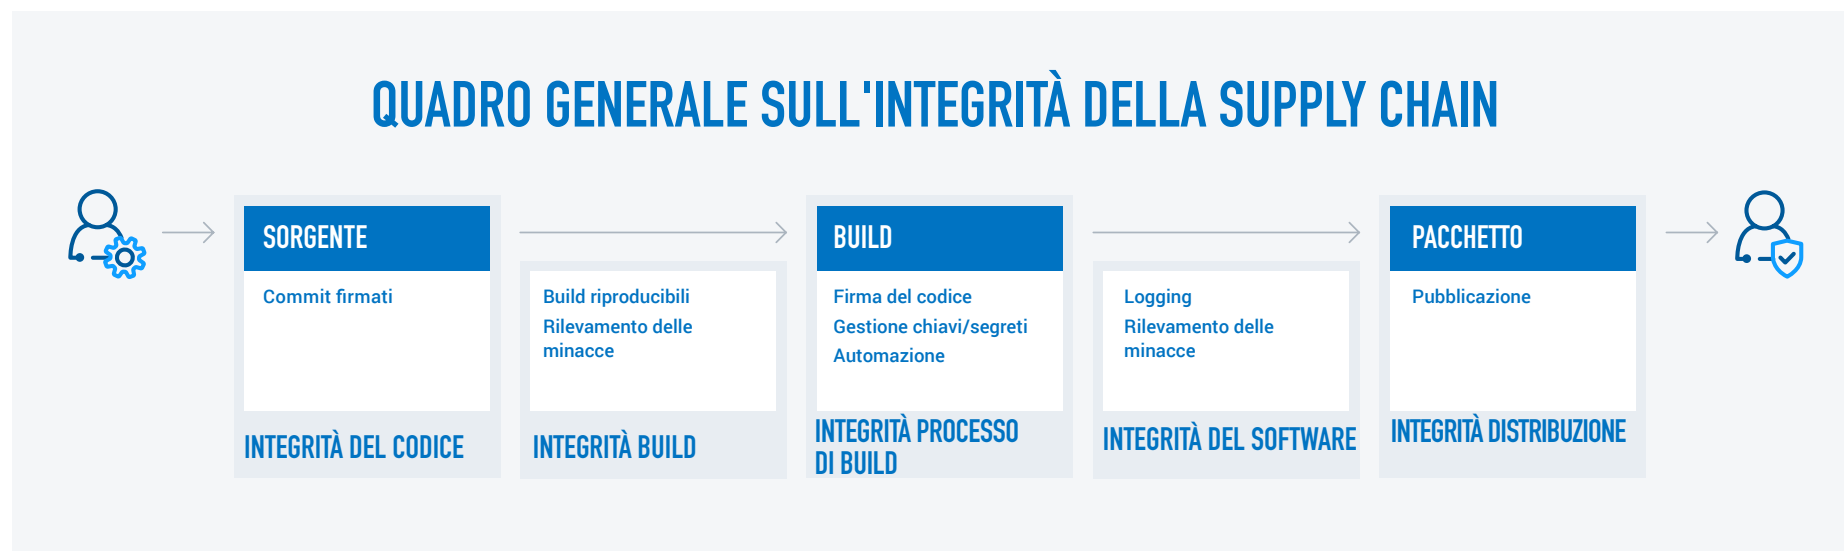 QUADRO GENERALE SULL'INTEGRITÀ DELLA SUPPLY CHAIN
SORGENTE
Commit firmati
INTEGRITÀ DEL CODICE
Build riproducibili
Rilevamento delle
minacce
INTEGRITÀ BUILD
BUILD
Firma del codice
Gestione chiavi/segreti
Automazione
INTEGRITÀ PROCESSO
DI BUILD
Logging
Rilevamento delle
minacce
INTEGRITÀ DEL SOFTWARE
PACCHETTO
Pubblicazione
INTEGRITÀ DISTRIBUZIONE